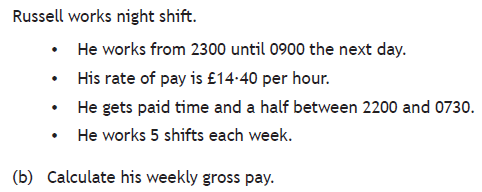 Russell works night shift.
• He works from 2300 until 0900 the next day.
• His rate of pay is £14·40 per hour.
• He gets paid time and a half between 2200 and 0730.
• He works 5 shifts each week.
(b) Calculate his weekly gross pay.